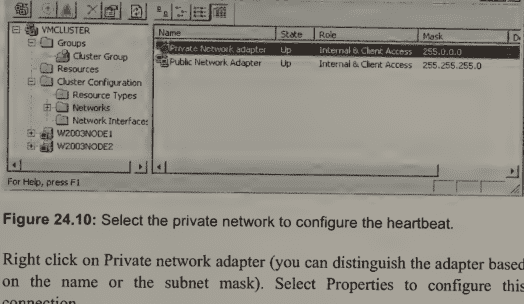 VMCLUSTER
Groups
Cluster Group
Resources
Cluster Configuration
Resource Types
Networks
Network Interfaces
W2003NODE1
W2003NODE2
Name State Role Mask
Private Network adapter Up Internal & Client Access 255.0.0.0
Public Network Adapter Up Internal & Client Access 255.255.255.0
For Help, press F1
Figure 24.10: Select the private network to configure the heartbeat.
Right click on Private network adapter (you can distinguish the adapter based
on the name or the subnet mask). Select Properties to configure this
connection.